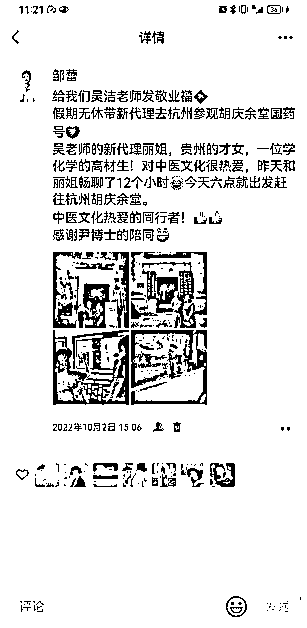 11:21
详情
邹蕾
给我们吴洁老师发敬业福
假期无休带新代理去杭州参观胡庆余堂国药
号
吴老师的新代理丽姐，贵州的才女，一位学
化学的高材生！对中医文化很热爱，昨天和
丽姐畅聊了12个小时😄今天六点就出发赶
往杭州胡庆余堂。
中医文化热爱的同行者！👍👍
感谢尹博士的陪同😄
2022年10月2日 15:06
评论
发送